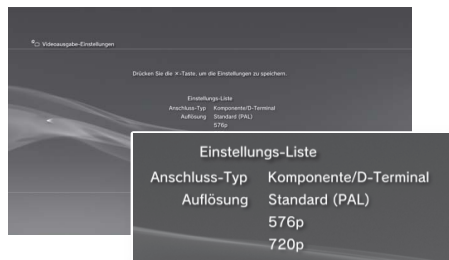 Videoausgabe-Einstellungen
Drücken Sie die ×-Taste, um die Einstellungen zu speichern.
Einstellungs-Liste
Anschluss-Typ Komponente/D-Terminal
Auflösung Standard (PAL)
576p
Einstellungs-Liste
Anschluss-Typ Komponente/D-Terminal
Auflösung Standard (PAL)
576p
720p